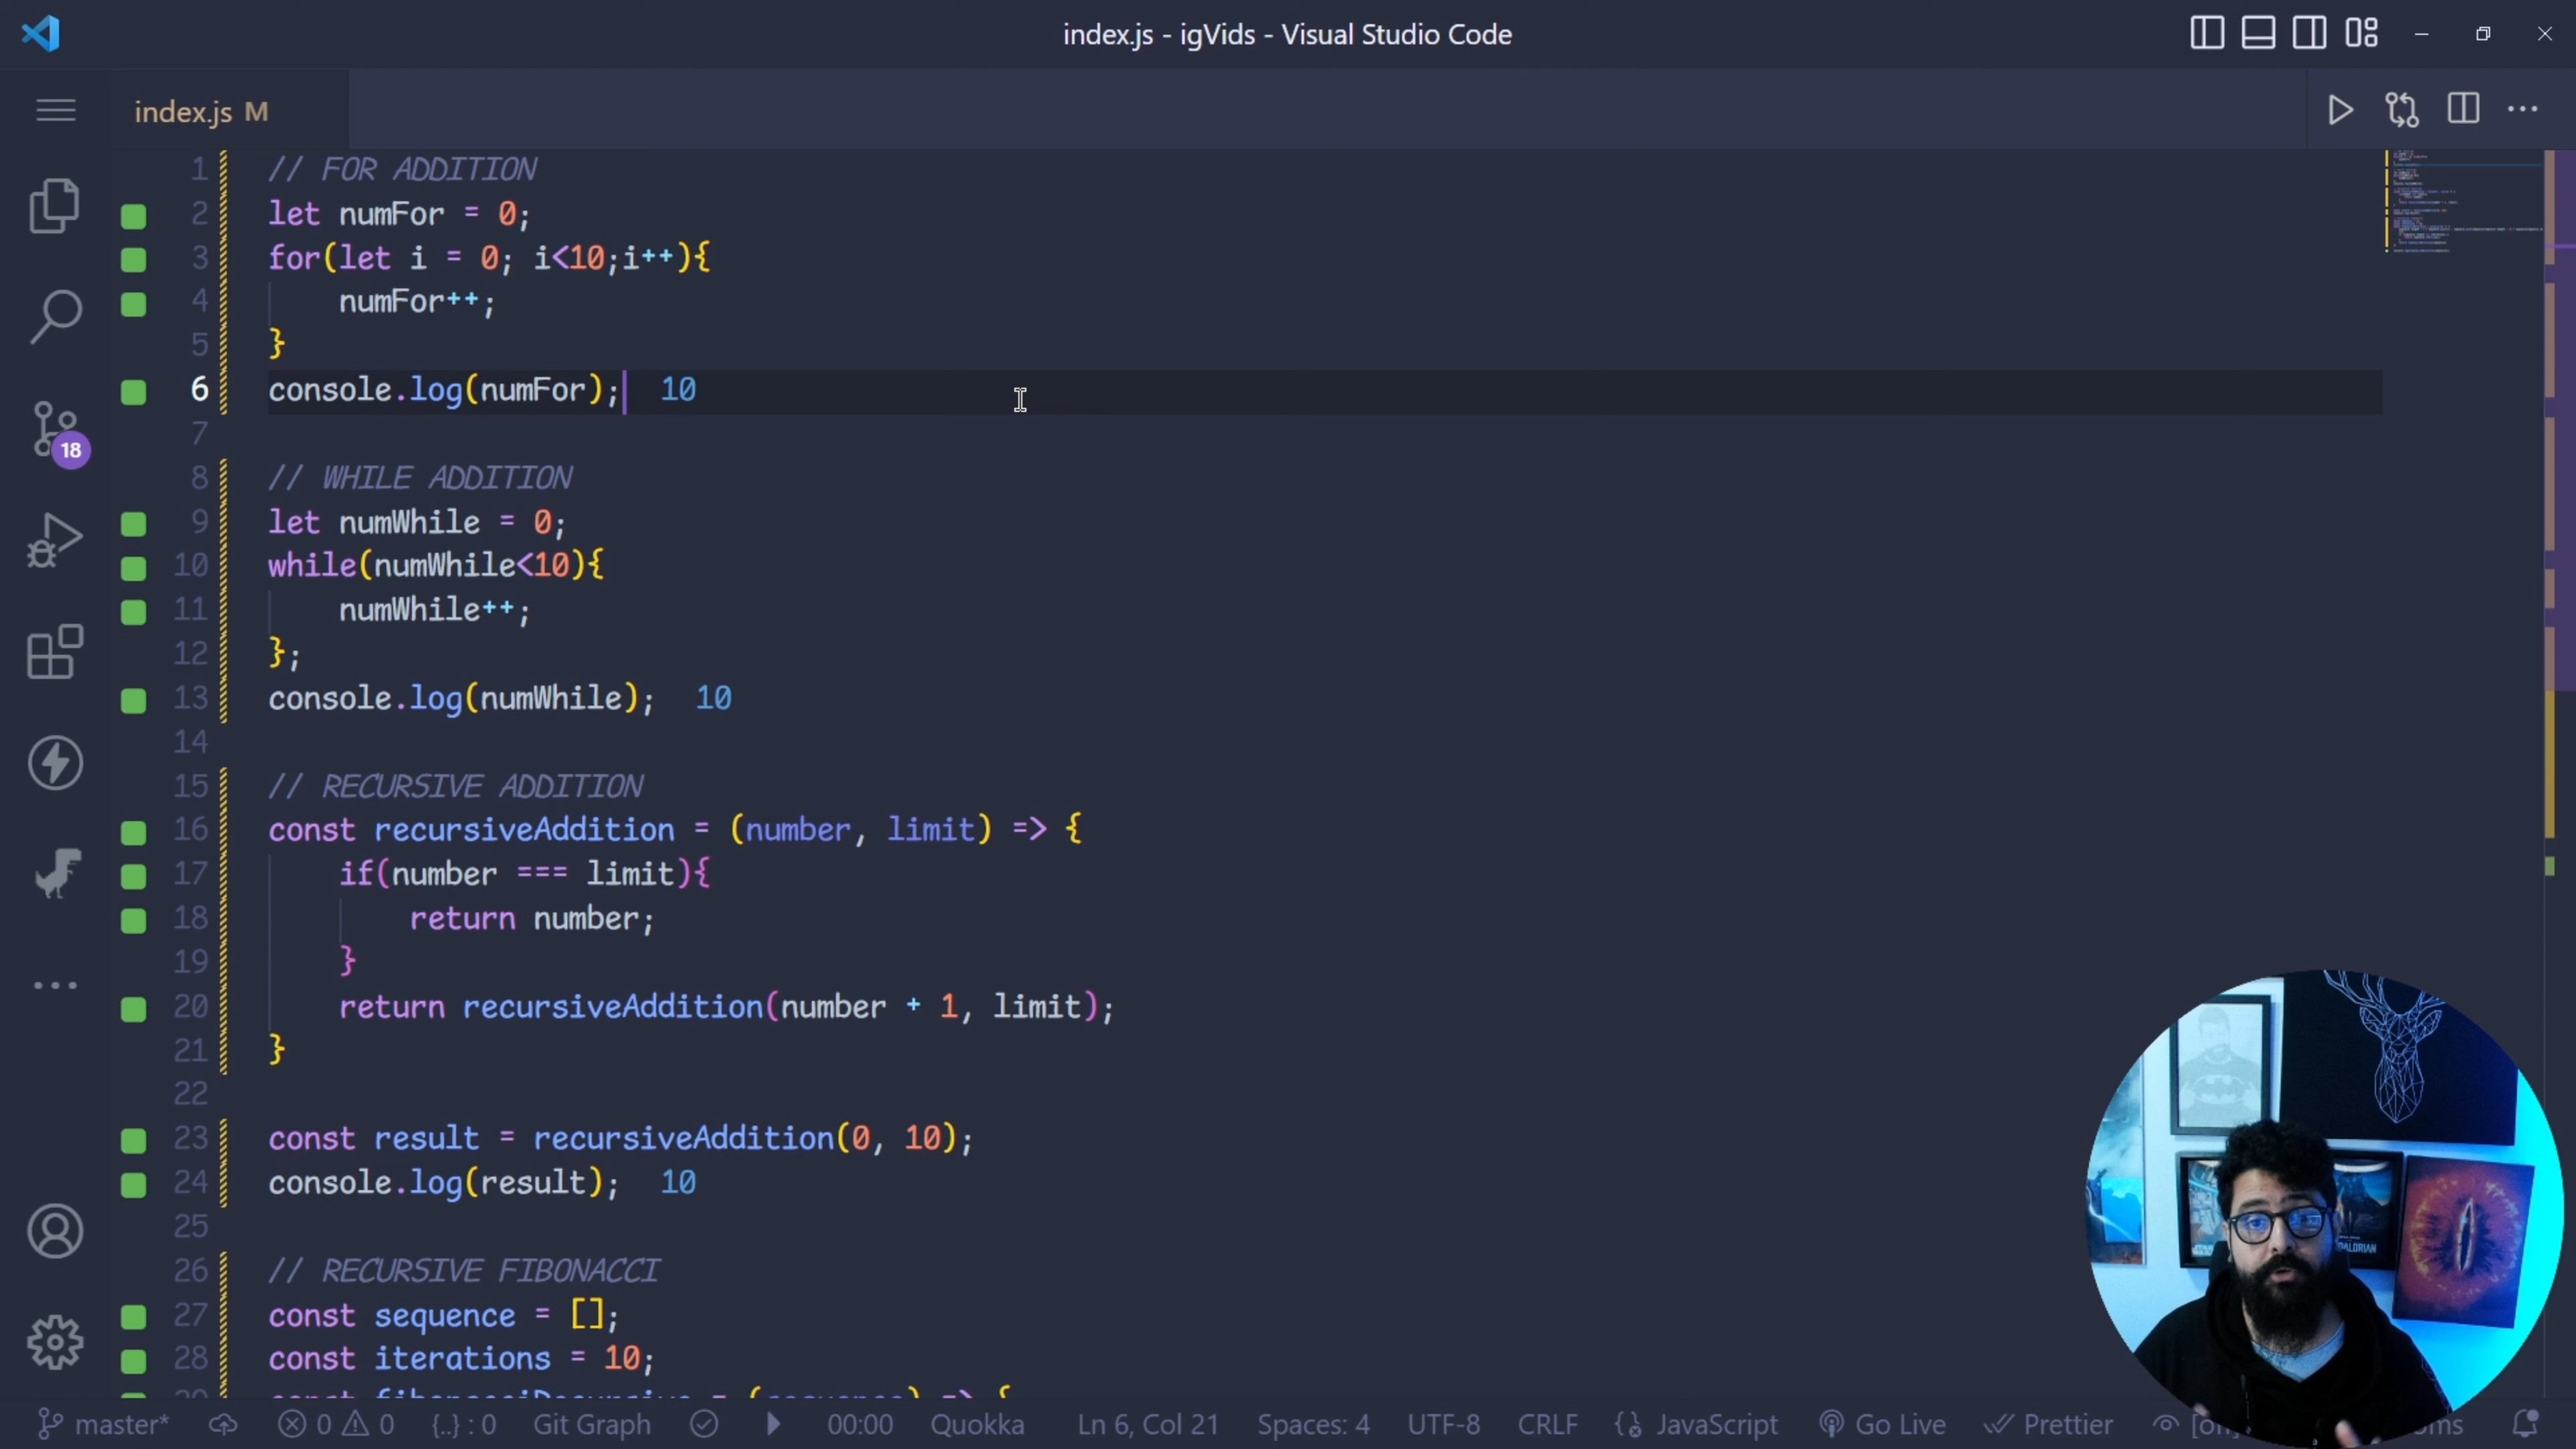 index.js - igVids - Visual Studio Code
index.js M
1 // FOR ADDITION
2 let numFor = 0;
3 for(let i = 0; i<10;i++){
4 numFor++;
5 }
6 console.log(numFor); 10
7
8 // WHILE ADDITION
9 let numWhile = 0;
10 while(numWhile<10){
11 numWhile++;
12 };
13 console.log(numWhile); 10
14
15 // RECURSIVE ADDITION
16 const recursiveAddition = (number, limit) => {
17 if(number === limit){
18 return number;
19 }
20 return recursiveAddition(number + 1, limit);
21 }
22
23 const result = recursiveAddition(0, 10);
24 console.log(result); 10
25
26 // RECURSIVE FIBONACCI
27 const sequence = [];
28 const iterations = 10;
18
master* 0 0 {..} : 0 Git Graph 00:00 Quokka Ln 6, Col 21 Spaces: 4 UTF-8 CRLF JavaScript Go Live Prettier